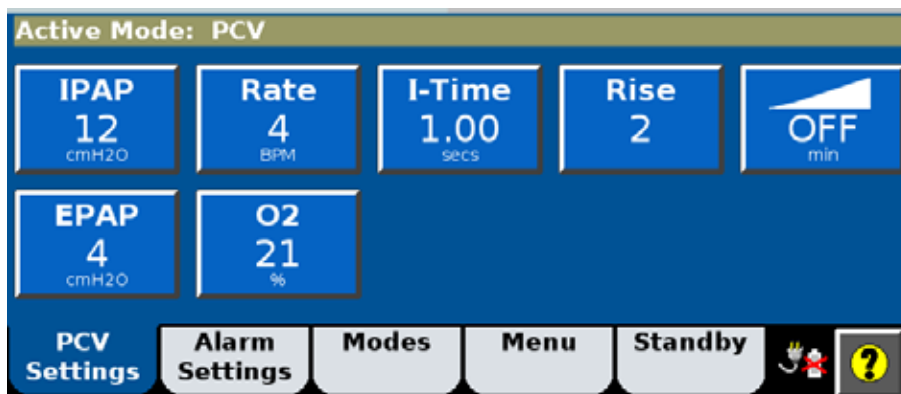 Active Mode: PCV
IPAP
12
cmH2O
Rate
4
BPM
I-Time
1.00
secs
Rise
2
OFF
min
EPAP
4
cmH2O
O2
21
%
PCV
Settings
Alarm
Settings
Modes
Menu
Standby
?